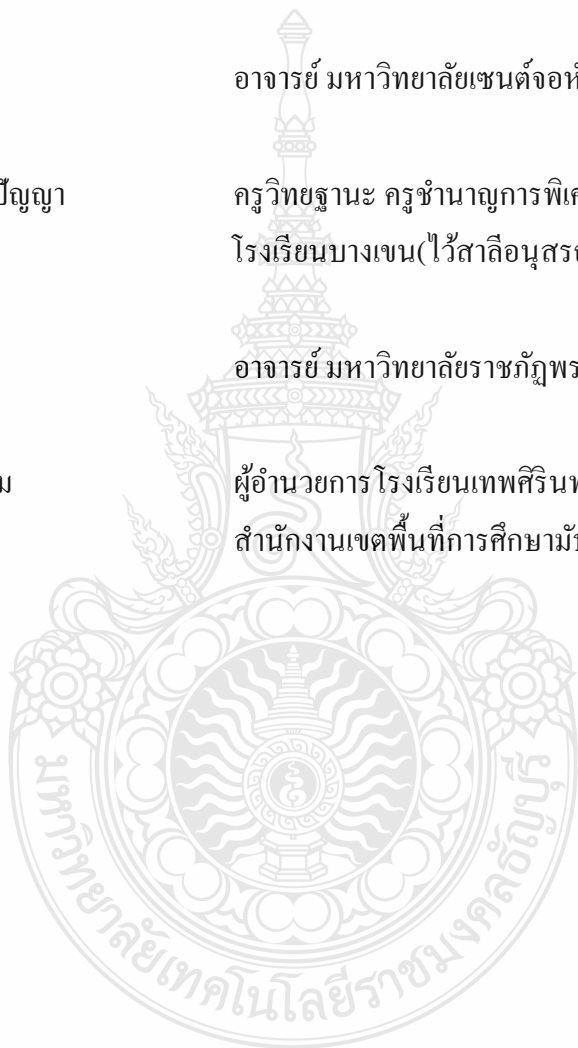 อาจารย์ มหาวิทยาลัยเซนต์จอห์
ปัญญา ครูวิทยฐานะ ครูชำนาญการพิเศ
โรงเรียนบางเขน(ไว้สาลีอนุสรณ
อาจารย์ มหาวิทยาลัยราชภัฏพร
ม ผู้อำนวยการโรงเรียนเทพศิรินท
สำนักงานเขตพื้นที่การศึกษามัธ
มหาวิทยาลัยเทคโนโลยีราชมงคลธัญบุรี